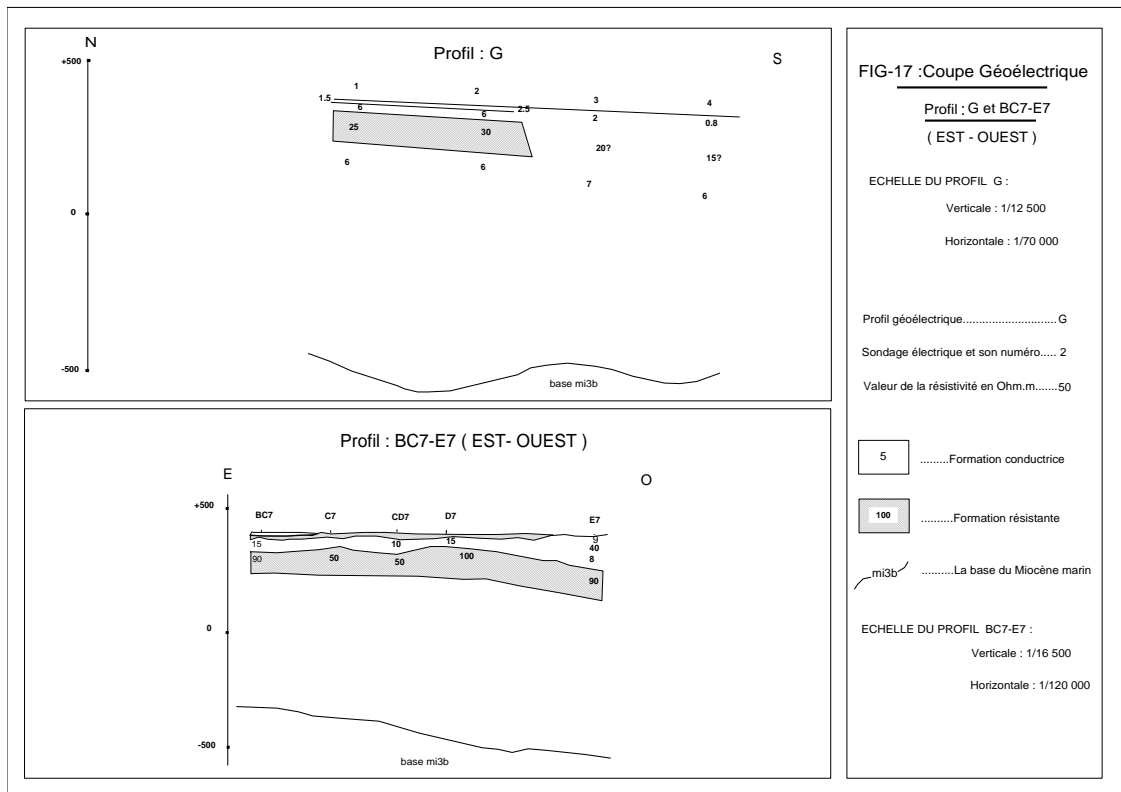 N
Profil : G
S
+500
1
2
3
4
1.5
6
6
2.5
2
0.8
25
30
20?
15?
6
6
7
6
0
-500
base mi3b
Profil : BC7-E7 ( EST- OUEST )
E
O
+500
BC7
C7
CD7
D7
E7
15
10
15
9
40
90
50
50
100
8
90
0
-500
base mi3b
FIG-17 :Coupe Géoélectrique
Profil : G et BC7-E7
( EST - OUEST )
ECHELLE DU PROFIL G :
Verticale : 1/12 500
Horizontale : 1/70 000
Profil géoélectrique............................. G
Sondage électrique et son numéro..... 2
Valeur de la résistivité en Ohm.m.......50
5 .........Formation conductrice
100 ..........Formation résistante
mi3b ..........La base du Miocène marin
ECHELLE DU PROFIL BC7-E7 :
Verticale : 1/16 500
Horizontale : 1/120 000